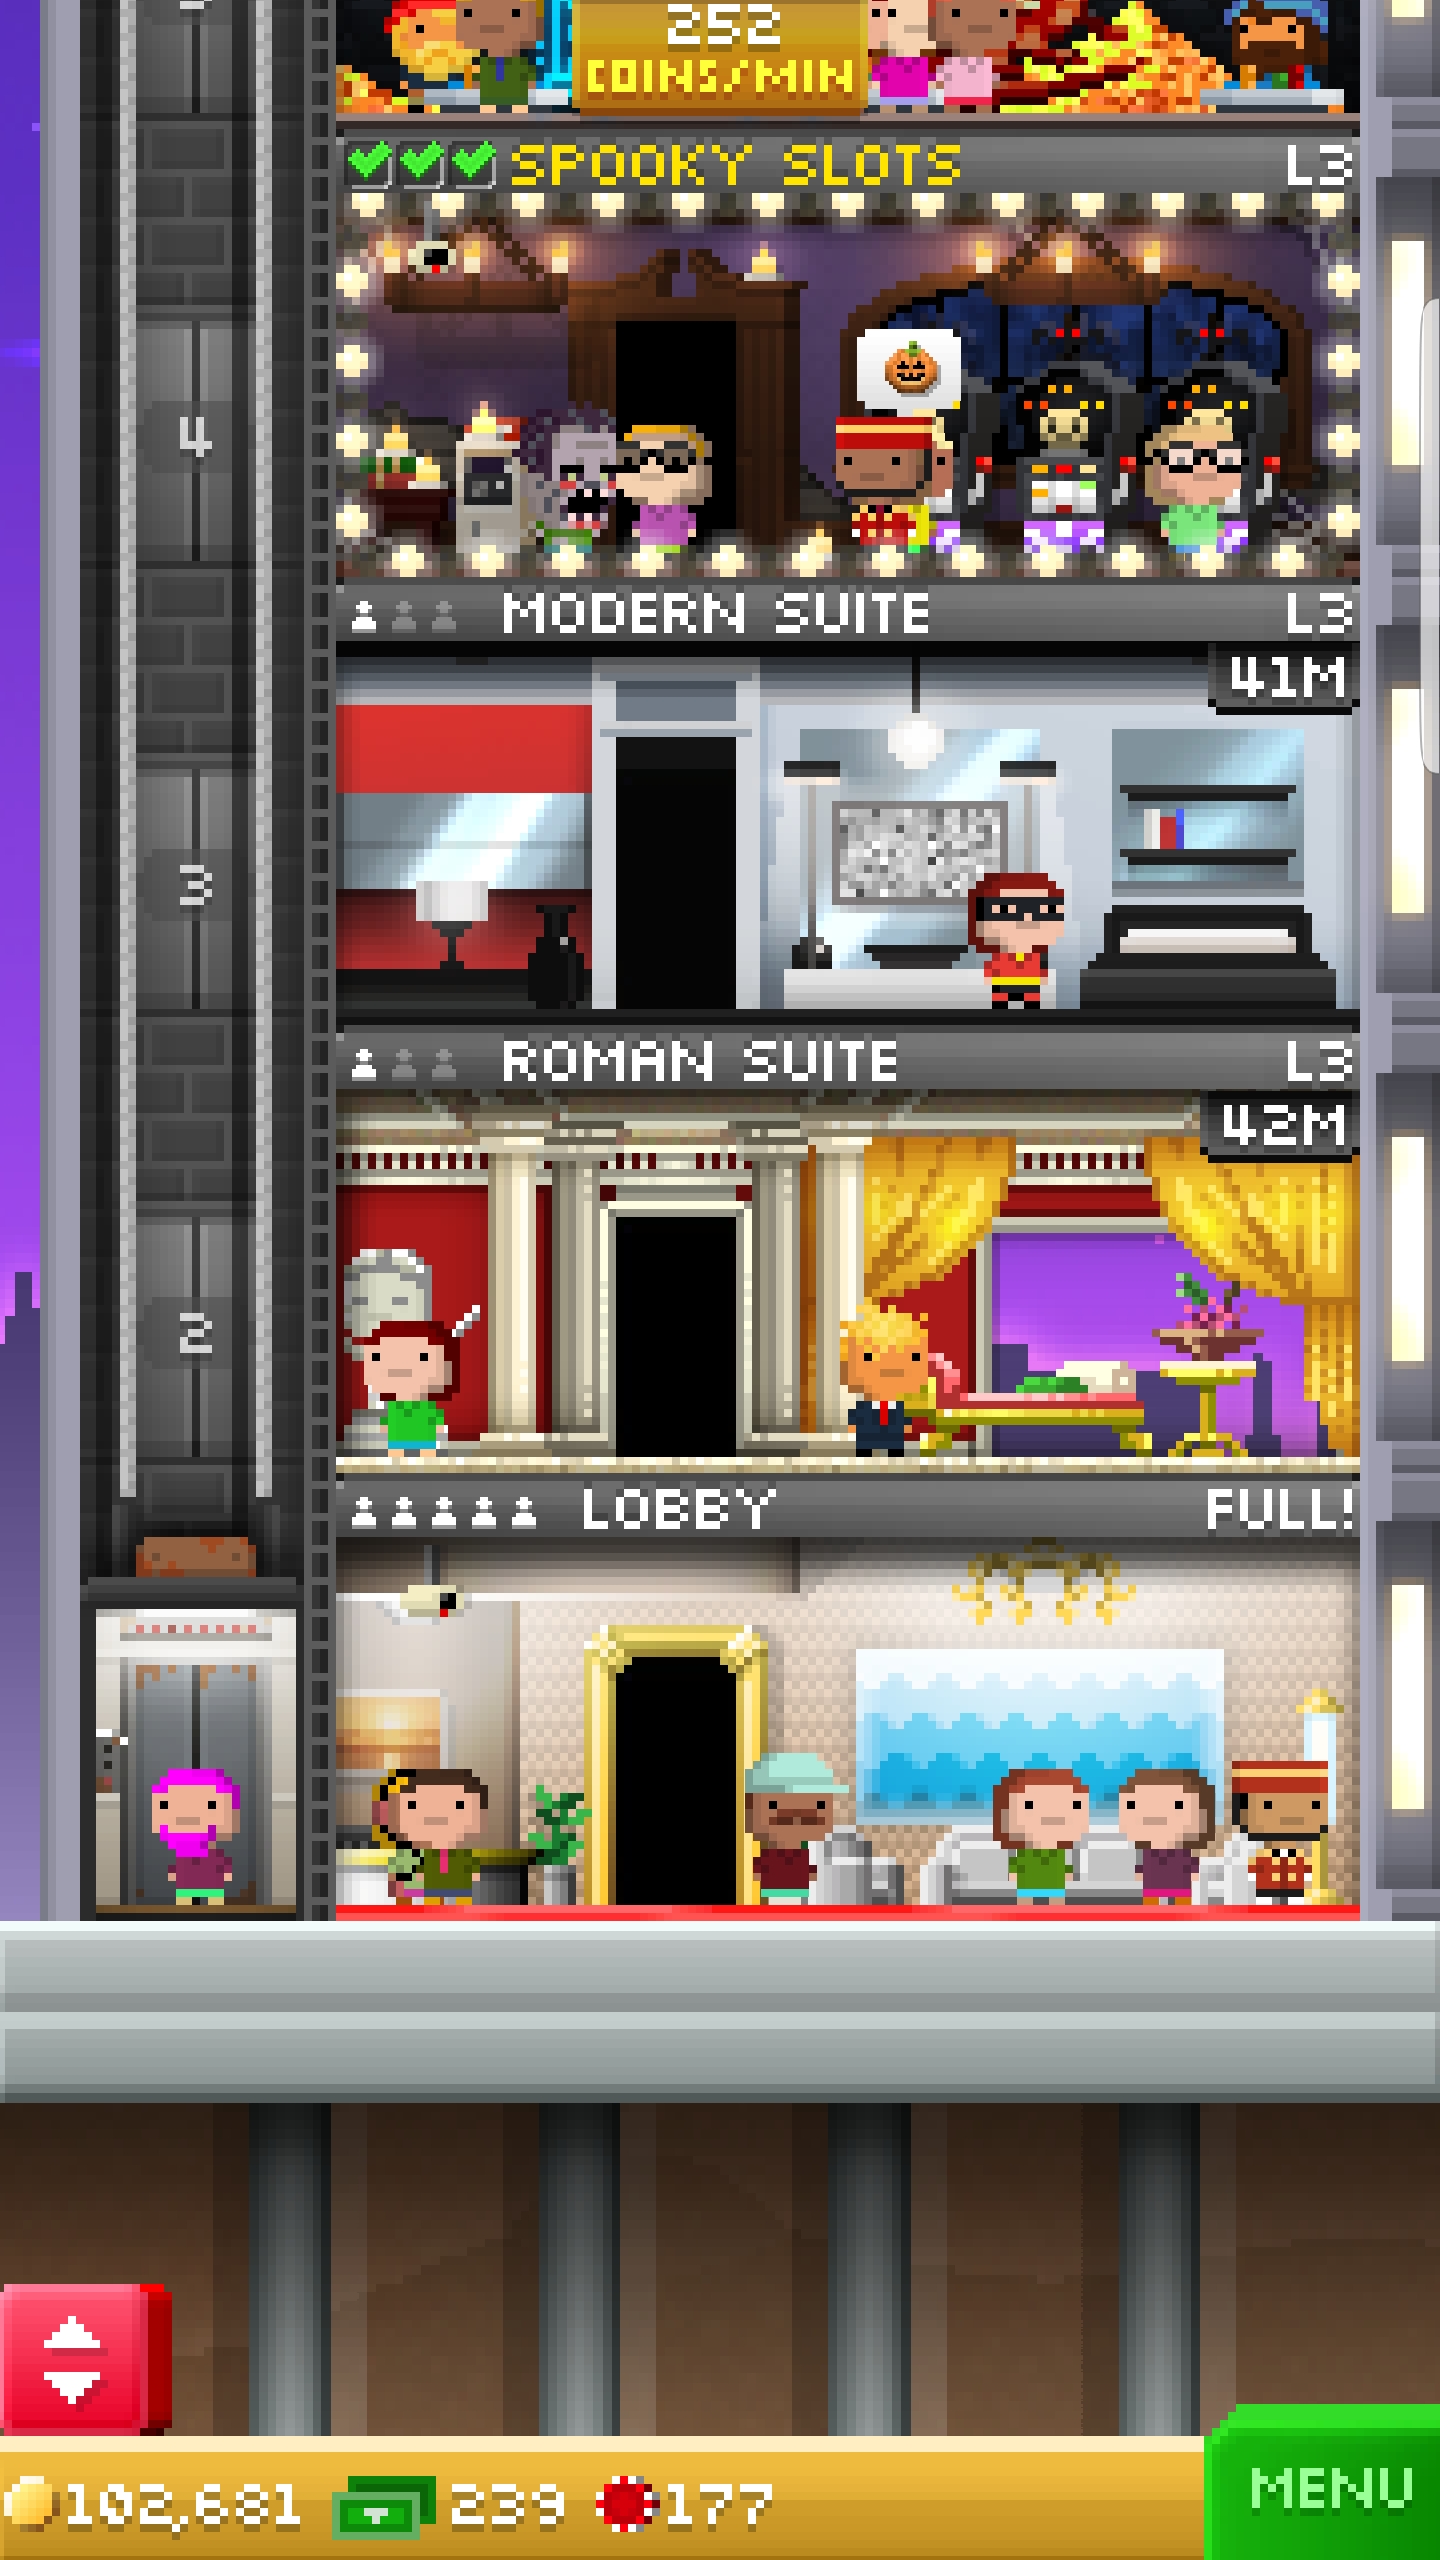 252
COINS/MIN
SPOOKY SLOTS L3
4
MODERN SUITE L3
41M
3
ROMAN SUITE L3
42M
2
LOBBY FULL!
102,681 239 177
MENU